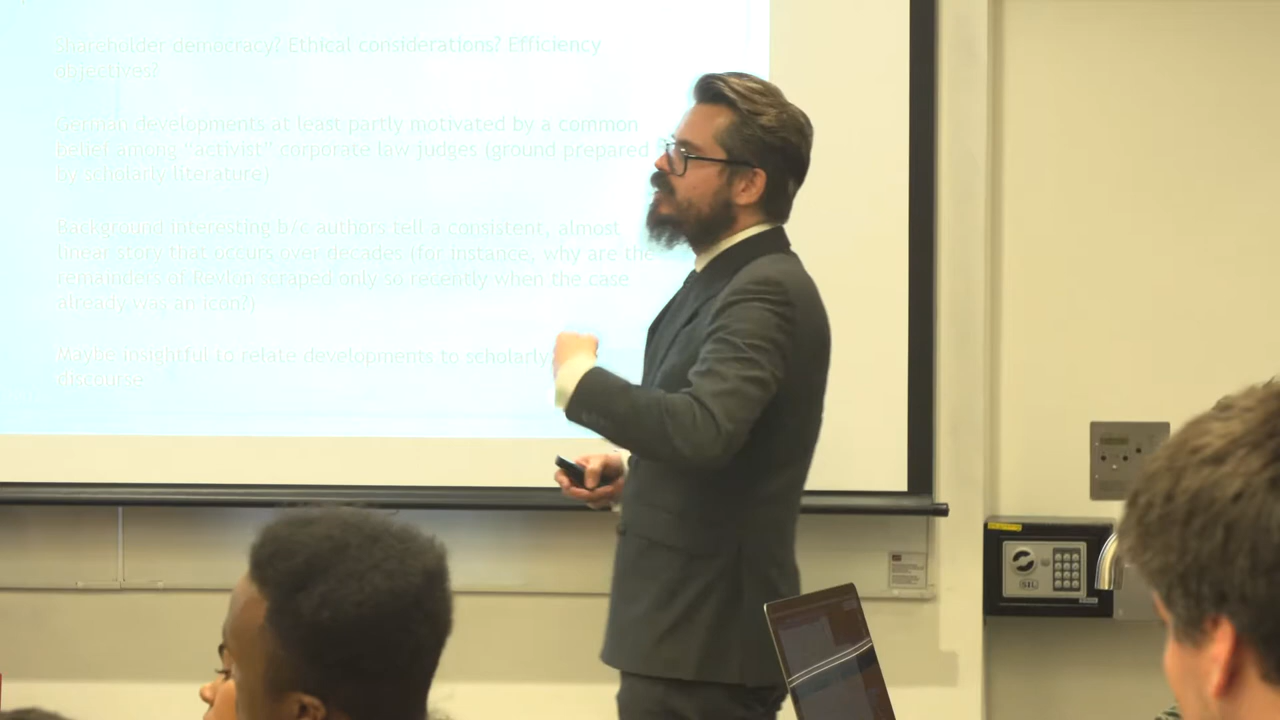 Shareholder democracy? Ethical considerations? Efficiency
objectives?
German developments at least partly motivated by a common
belief among “activist” corporate law judges (ground prepared
by scholarly literature)
Background interesting b/c authors tell a consistent, almost
linear story that occurs over decades (for instance, why are the
remainders of Revlon scraped only so recently when the case
already was an icon?)
Maybe insightful to relate developments to scholarly
discourse